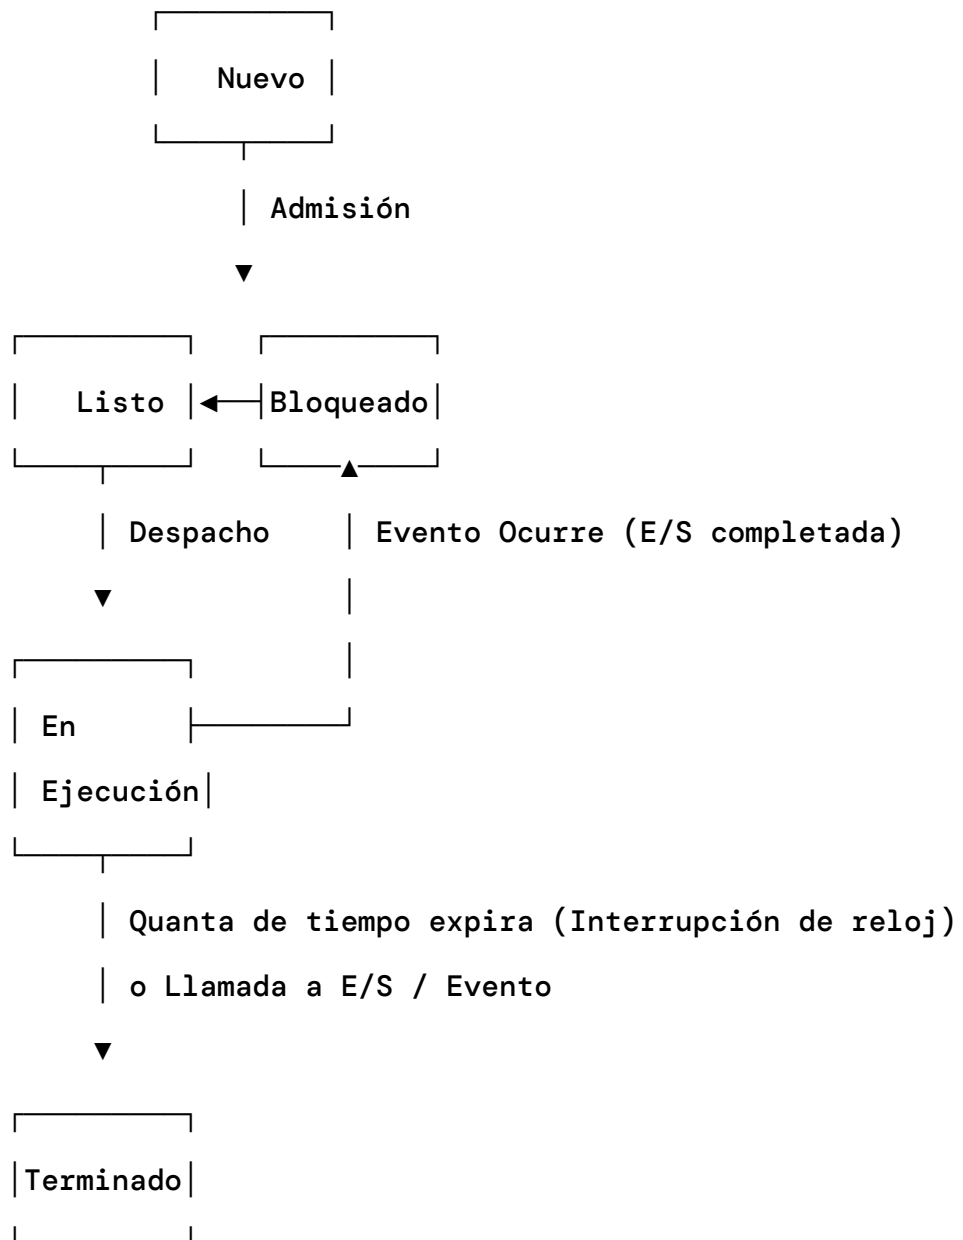 Nuevo
Admisión
Listo
Bloqueado
Despacho
Evento Ocurre (E/S completada)
En
Ejecución
Quanta de tiempo expira (Interrupción de reloj)
o Llamada a E/S / Evento
Terminado